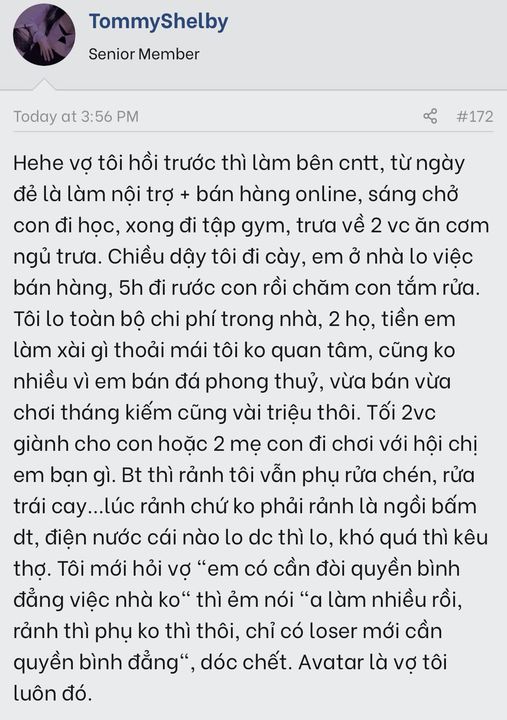 TommyShelby
Senior Member
Today at 3:56 PM
#172
Hehe vợ tôi hồi trước thì làm bên cntt, từ ngày
đẻ là làm nội trợ + bán hàng online, sáng chở
con đi học, xong đi tập gym, trưa về 2 vc ăn cơm
ngủ trưa. Chiều dậy tôi đi cày, em ở nhà lo việc
bán hàng, 5h đi rước con rồi chăm con tắm rửa.
Tôi lo toàn bộ chi phí trong nhà, 2 họ, tiền em
làm xài gì thoải mái tôi ko quan tâm, cũng ko
nhiều vì em bán đá phong thuỷ, vừa bán vừa
chơi tháng kiếm cũng vài triệu thôi. Tối 2vc
giành cho con hoặc 2 mẹ con đi chơi với hội chị
em bạn gì. Bt thì rảnh tôi vẫn phụ rửa chén, rửa
trái cay...lúc rảnh chứ ko phải rảnh là ngồi bấm
dt, điện nước cái nào lo dc thì lo, khó quá thì kêu
thợ. Tôi mới hỏi vợ “em có cần đòi quyền bình
đẳng việc nhà ko“ thì ẻm nói “a làm nhiều rồi,
rảnh thì phụ ko thì thôi, chỉ có loser mới cần
quyền bình đẳng“, dóc chết. Avatar là vợ tôi
luôn đó.